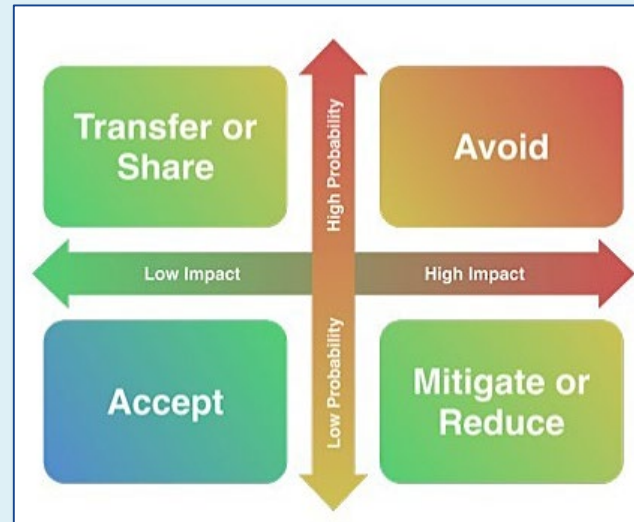 Transfer or
Share
High Probability
Avoid
Low Impact
High Impact
Accept
Low Probability
Mitigate or
Reduce